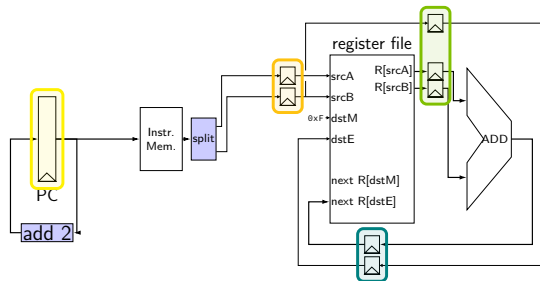 register file
R[srcA]
srcA
R[srcB]
srcB
0xF
dstM
dstE
Instr.
Mem.
split
ADD
next R[dstM]
next R[dstE]
PC
add 2